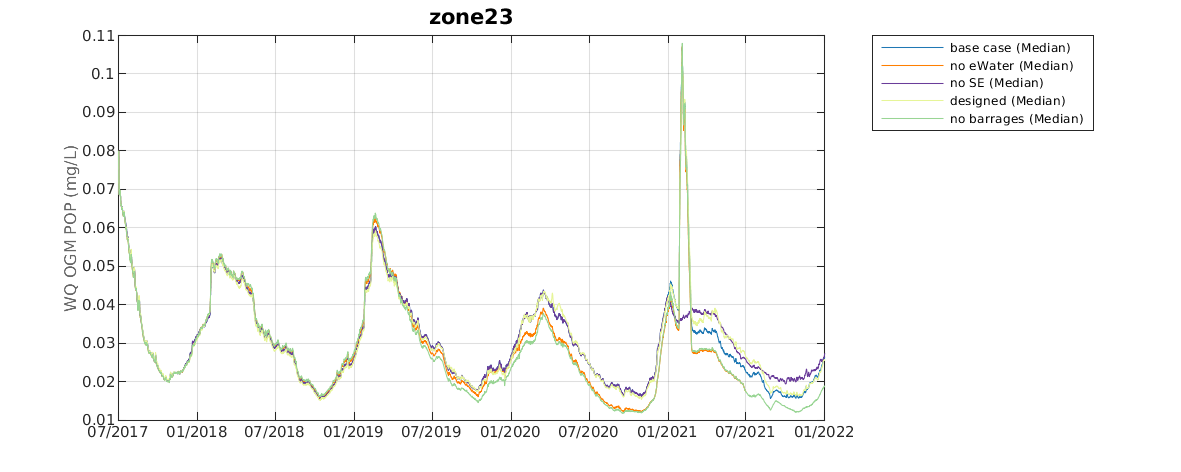 zone23
WQ OGM POP (mg/L)
0.11
0.1
0.09
0.08
0.07
0.06
0.05
0.04
0.03
0.02
0.01
07/2017 01/2018 07/2018 01/2019 07/2019 01/2020 07/2020 01/2021 07/2021 01/2022
base case (Median)
no eWater (Median)
no SE (Median)
designed (Median)
no barrages (Median)